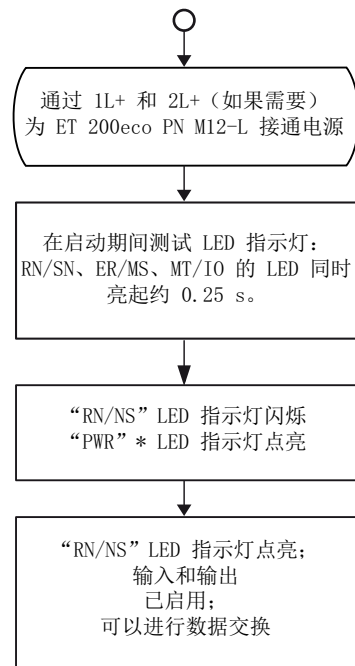 通过 1L+ 和 2L+（如果需要）
为 ET 200eco PN M12-L 接通电源
在启动期间测试 LED 指示灯：
RN/SN、ER/MS、MT/IO 的 LED 同时
亮起约 0.25 s。
“RN/NS” LED 指示灯闪烁
“PWR”* LED 指示灯点亮
“RN/NS” LED 指示灯点亮；
输入和输出
已启用；
可以进行数据交换